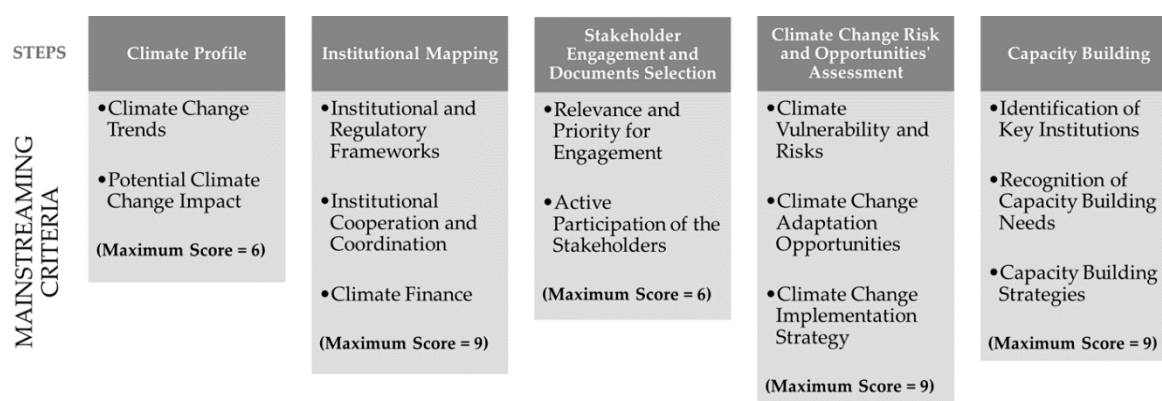 STEPS
Climate Profile
Institutional Mapping
Stakeholder
Engagement and
Documents Selection
Climate Change Risk
and Opportunities'
Assessment
Capacity Building
MAINSTREAMING
CRITERIA
•Climate Change
Trends
•Potential Climate
Change Impact
(Maximum Score = 6)
•Institutional and
Regulatory
Frameworks
•Institutional
Cooperation and
Coordination
•Climate Finance
(Maximum Score = 9)
•Relevance and
Priority for
Engagement
•Active
Participation of the
Stakeholders
(Maximum Score = 6)
•Climate
Vulnerability and
Risks
•Climate Change
Adaptation
Opportunities
•Climate Change
Implementation
Strategy
(Maximum Score = 9)
•Identification of
Key Institutions
•Recognition of
Capacity Building
Needs
•Capacity Building
Strategies
(Maximum Score = 9)